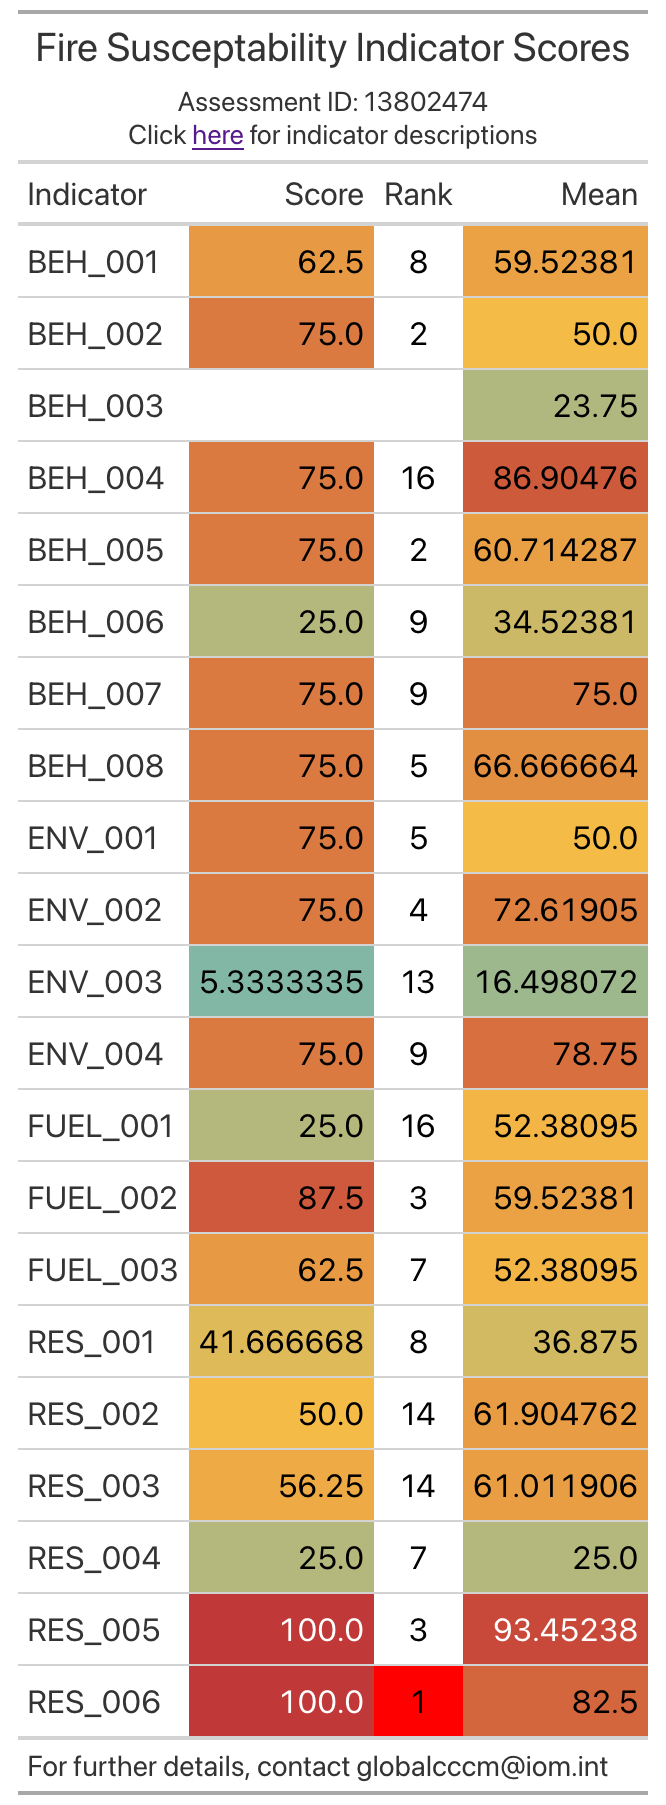 Fire Susceptability Indicator Scores
Assessment ID: 13802474
Click here for indicator descriptions
Indicator Score Rank Mean
BEH_001 62.5 8 59.52381
BEH_002 75.0 2 50.0
BEH_003 23.75
BEH_004 75.0 16 86.90476
BEH_005 75.0 2 60.714287
BEH_006 25.0 9 34.52381
BEH_007 75.0 9 75.0
BEH_008 75.0 5 66.666664
ENV_001 75.0 5 50.0
ENV_002 75.0 4 72.61905
ENV_003 5.3333335 13 16.498072
ENV_004 75.0 9 78.75
FUEL_001 25.0 16 52.38095
FUEL_002 87.5 3 59.52381
FUEL_003 62.5 7 52.38095
RES_001 41.666668 8 36.875
RES_002 50.0 14 61.904762
RES_003 56.25 14 61.011906
RES_004 25.0 7 25.0
RES_005 100.0 3 93.45238
RES_006 100.0 1 82.5
For further details, contact globalcccm@iom.int